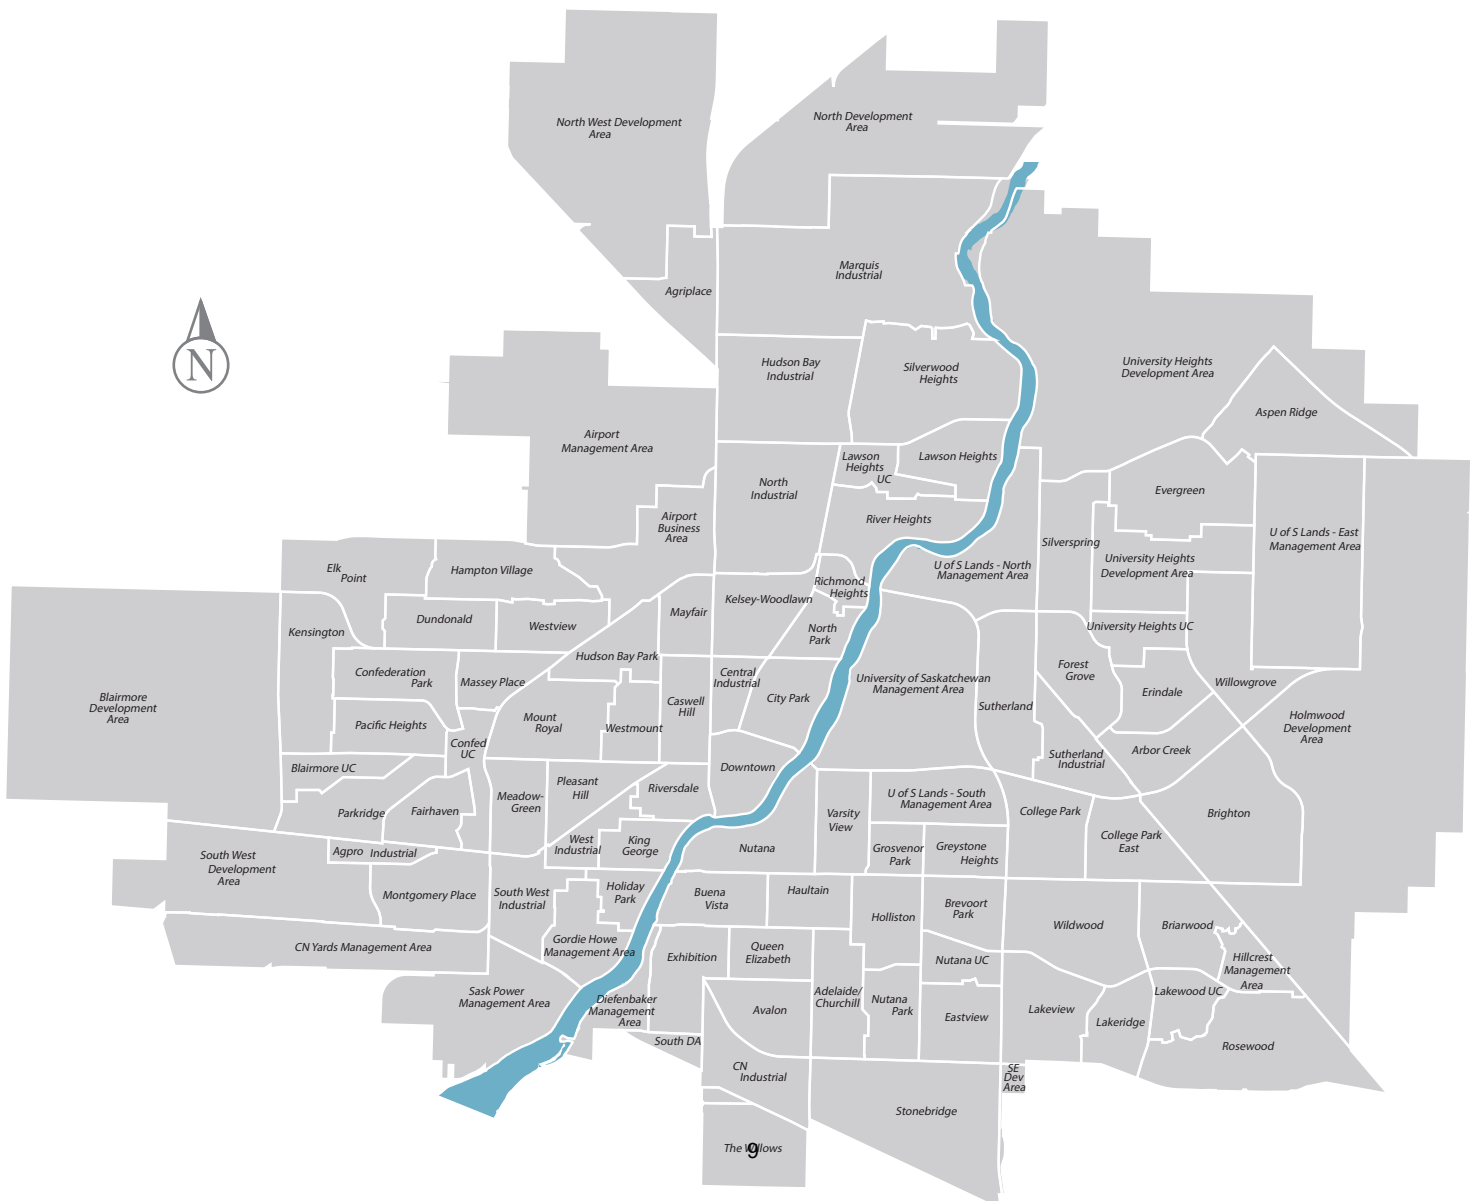 North West Development
Area
North Development
Area
Marquis
Industrial
Agriplace
N
Hudson Bay
Industrial
Silverwood
Heights
University Heights
Development Area
Aspen Ridge
Airport
Management Area
Lawson
Heights
UC
Lawson Heights
North
Industrial
Evergreen
Airport
Business
Area
River Heights
Silverspring
U of S Lands - East
Management Area
University Heights
Development Area
Elk
Point
Hampton Village
U of S Lands - North
Management Area
Richmond
Heights
Kelsey-Woodlawn
Mayfair
Dundonald
Westview
Kensington
North
Park
University Heights UC
Hudson Bay Park
Confederation
Park
Massey Place
Central
Industrial
City Park
University of Saskatchewan
Management Area
Forest
Grove
Erindale
Willowgrove
Blairmore
Development
Area
Caswell
Hill
Sutherland
Holmwood
Development
Area
Pacific Heights
Mount
Royal
Westmount
Confed
UC
Arbor Creek
Sutherland
Industrial
Blairmore UC
Downtown
Pleasant
Hill
Riversdale
Meadow-
Green
U of S Lands - South
Management Area
Parkridge
Fairhaven
Varsity
View
College Park
Brighton
College Park
East
West
Industrial
King
George
Nutana
Grosvenor
Park
Greystone
Heights
Agpro Industrial
South West
Development
Area
Montgomery Place
South West
Industrial
Holiday
Park
Buena
Vista
Haultain
Brevoort
Park
Holliston
Wildwood
Briarwood
CN Yards Management Area
Gordie Howe
Management Area
Exhibition
Queen
Elizabeth
Nutana UC
Hillcrest
Management
Area
Sask Power
Management Area
Diefenbaker
Management
Area
Adelaide/
Churchill
Nutana
Park
Lakewood UC
Avalon
Eastview
Lakeview
Lakeridge
South DA
Rosewood
CN
Industrial
SE
Dev
Area
Stonebridge
The Willows
9